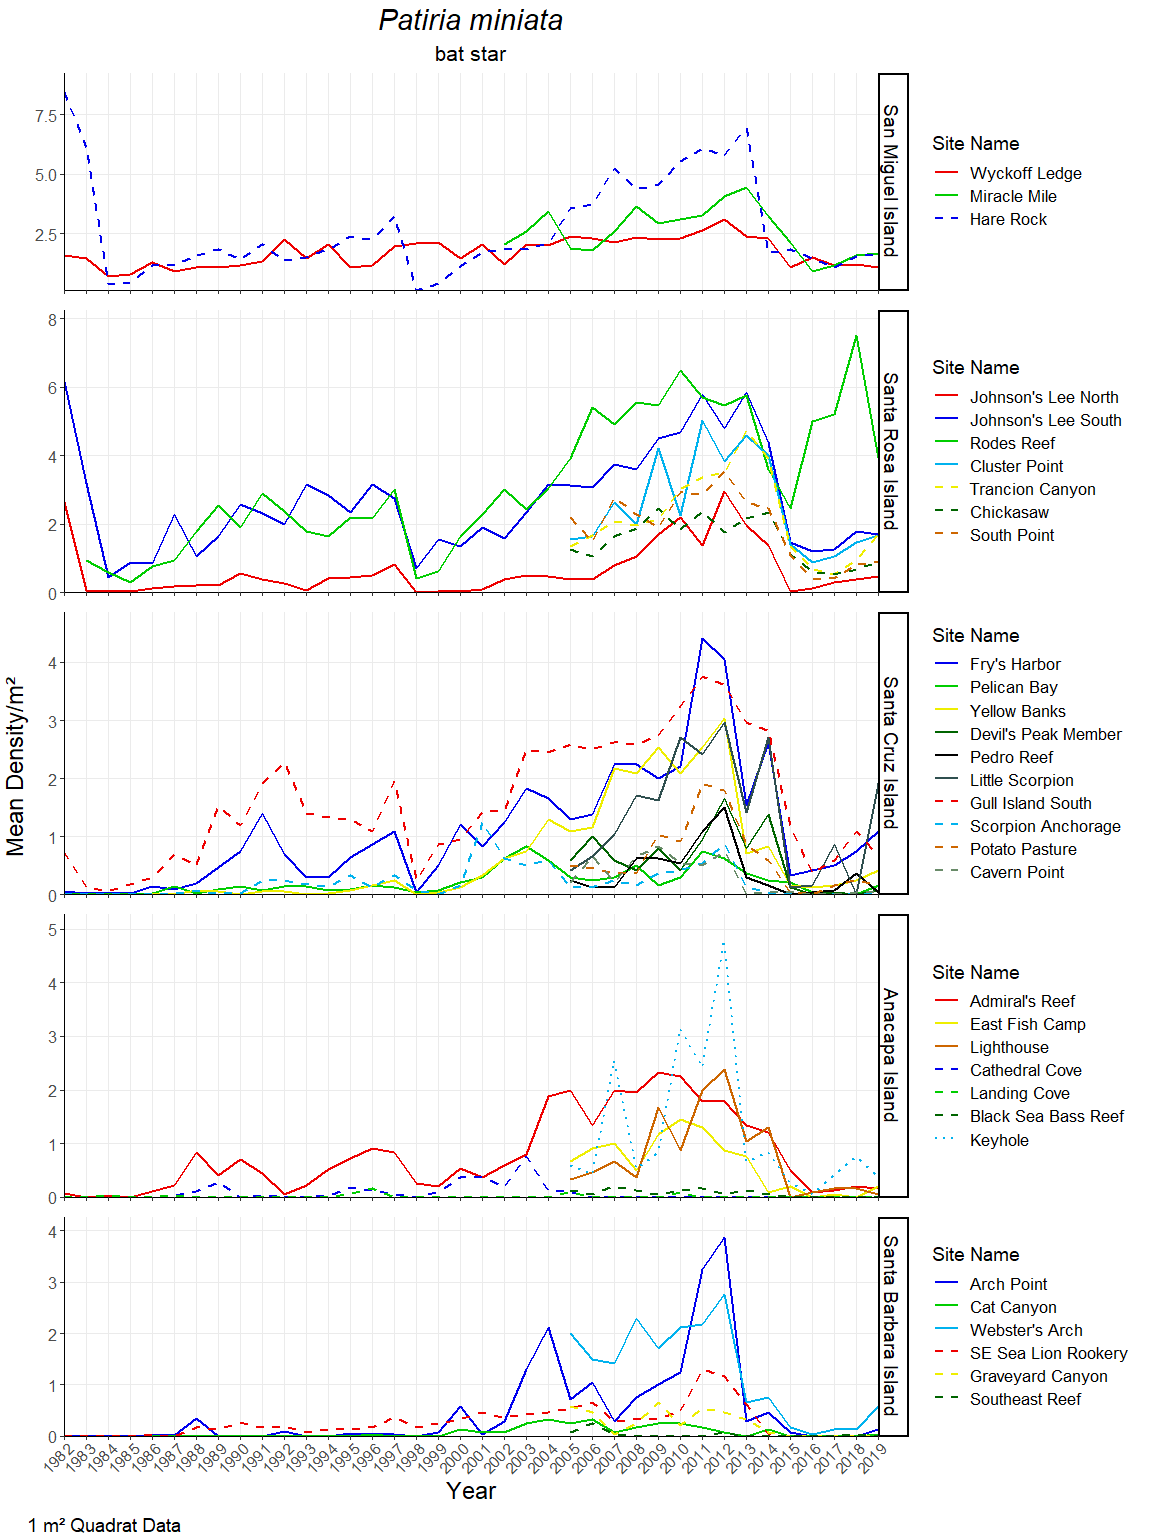 Patiria miniata
bat star
Mean Density/m²
7.5
5.0
2.5
San Miguel Island
Site Name
Wyckoff Ledge
Miracle Mile
Hare Rock
8
6
4
2
0
Santa Rosa Island
Site Name
Johnson's Lee North
Johnson's Lee South
Rodes Reef
Cluster Point
Trancion Canyon
Chickasaw
South Point
4
3
2
1
0
Santa Cruz Island
Site Name
Fry's Harbor
Pelican Bay
Yellow Banks
Devil's Peak Member
Pedro Reef
Little Scorpion
Gull Island South
Scorpion Anchorage
Potato Pasture
Cavern Point
5
4
3
2
1
0
Anacapa Island
Site Name
Admiral's Reef
East Fish Camp
Lighthouse
Cathedral Cove
Landing Cove
Black Sea Bass Reef
Keyhole
4
3
2
1
0
Santa Barbara Island
Site Name
Arch Point
Cat Canyon
Webster's Arch
SE Sea Lion Rookery
Graveyard Canyon
Southeast Reef
1982
1983
1984
1985
1986
1987
1988
1989
1990
1991
1992
1993
1994
1995
1996
1997
1998
1999
2000
2001
2002
2003
2004
2005
2006
2007
2008
2009
2010
2011
2012
2013
2014
2015
2016
2017
2018
2019
Year
1 m² Quadrat Data